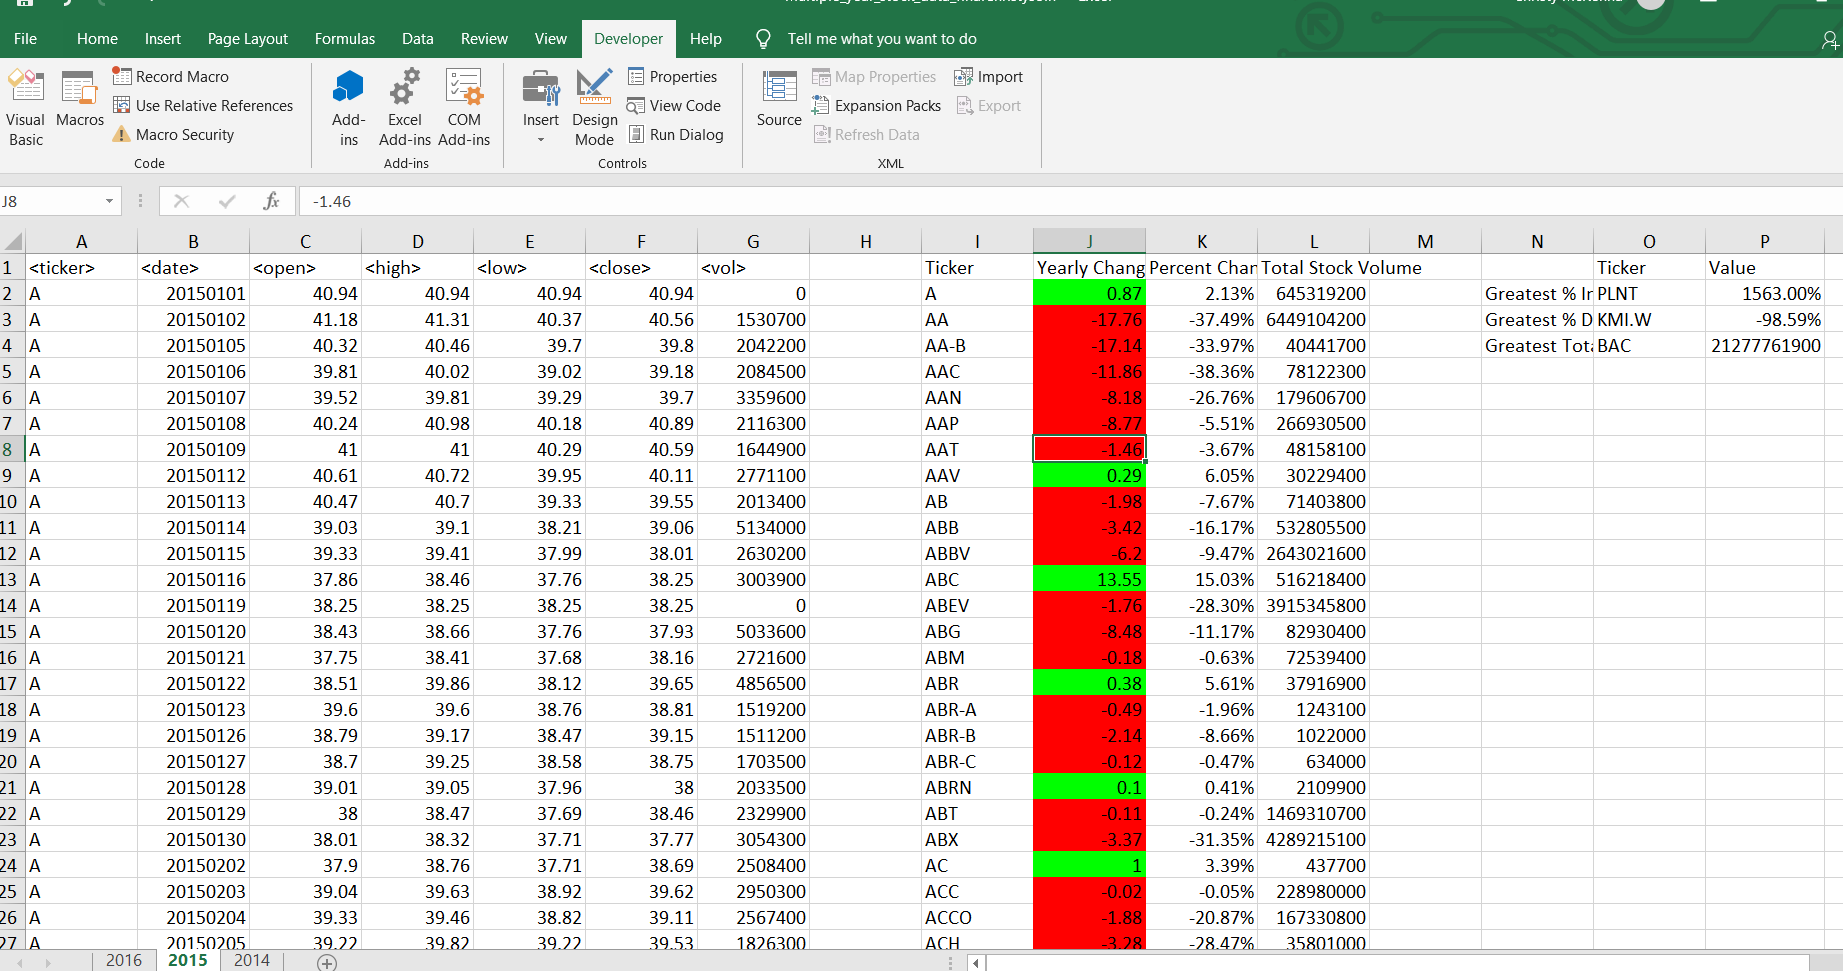 File Home Insert Page Layout Formulas Data Review View Developer Help Tell me what you want to do
Record Macro Properties Map Properties Import
Use Relative References View Code Expansion Packs Export
Visual Basic Macros Macro Security Add-ins Excel Add-ins COM Add-ins Insert Design Mode Run Dialog Source Refresh Data
Code Add-ins Controls XML
J8 fx -1.46
A B C D E F G H I J K L M N O P
1 <ticker> <date> <open> <high> <low> <close> <vol> Ticker Yearly Chang Percent Char Total Stock Volume Ticker Value
2 A 20150101 40.94 40.94 40.94 40.94 0 A 0.87 2.13% 645319200 Greatest % Ir PLNT 1563.00%
3 A 20150102 41.18 41.31 40.37 40.56 1530700 AA -17.76 -37.49% 6449104200 Greatest % D KMI.W -98.59%
4 A 20150105 40.32 40.46 39.7 39.8 2042200 AA-B -17.14 -33.97% 40441700 Greatest Tota BAC 21277761900
5 A 20150106 39.81 40.02 39.02 39.18 2084500 AAC -11.86 -38.36% 78122300
6 A 20150107 39.52 39.81 39.29 39.7 3359600 AAN -8.18 -26.76% 179606700
7 A 20150108 40.24 40.98 40.18 40.89 2116300 AAP -8.77 -5.51% 266930500
8 A 20150109 41 41 40.29 40.59 1644900 AAT -1.46 -3.67% 48158100
9 A 20150112 40.61 40.72 39.95 40.11 2771100 AAV 0.29 6.05% 30229400
10 A 20150113 40.47 40.7 39.33 39.55 2013400 AB -1.98 -7.67% 71403800
11 A 20150114 39.03 39.1 38.21 39.06 5134000 ABB -3.42 -16.17% 532805500
12 A 20150115 39.33 39.41 37.99 38.01 2630200 ABBV -6.2 -9.47% 2643021600
13 A 20150116 37.86 38.46 37.76 38.25 3003900 ABC 13.55 15.03% 516218400
14 A 20150119 38.25 38.25 38.25 38.25 0 ABEV -1.76 -28.30% 3915345800
15 A 20150120 38.43 38.66 37.76 37.93 5033600 ABG -8.48 -11.17% 82930400
16 A 20150121 37.75 38.41 37.68 38.16 2721600 ABM -0.18 -0.63% 72539400
17 A 20150122 38.51 39.86 38.12 39.65 4856500 ABR 0.38 5.61% 37916900
18 A 20150123 39.6 39.6 38.76 38.81 1519200 ABR-A -0.49 -1.96% 1243100
19 A 20150126 38.79 39.17 38.47 39.15 1511200 ABR-B -2.14 -8.66% 1022000
20 A 20150127 38.7 39.25 38.58 38.75 1703500 ABR-C -0.12 -0.47% 634000
21 A 20150128 39.01 39.05 37.96 38 2033500 ABRN 0.1 0.41% 2109900
22 A 20150129 38 38.47 37.69 38.46 2329900 ABT -0.11 -0.24% 1469310700
23 A 20150130 38.01 38.32 37.71 37.77 3054300 ABX -3.37 -31.35% 4289215100
24 A 20150202 37.9 38.76 37.71 38.69 2508400 AC 1 3.39% 437700
25 A 20150203 39.04 39.63 38.92 39.62 2950300 ACC -0.02 -0.05% 228980000
26 A 20150204 39.33 39.46 38.82 39.11 2567400 ACCO -1.88 -20.87% 167330800
27 A 20150205 39.22 39.82 39.22 39.53 1826300 ACH -3.28 -28.47% 35801000
2016 2015 2014